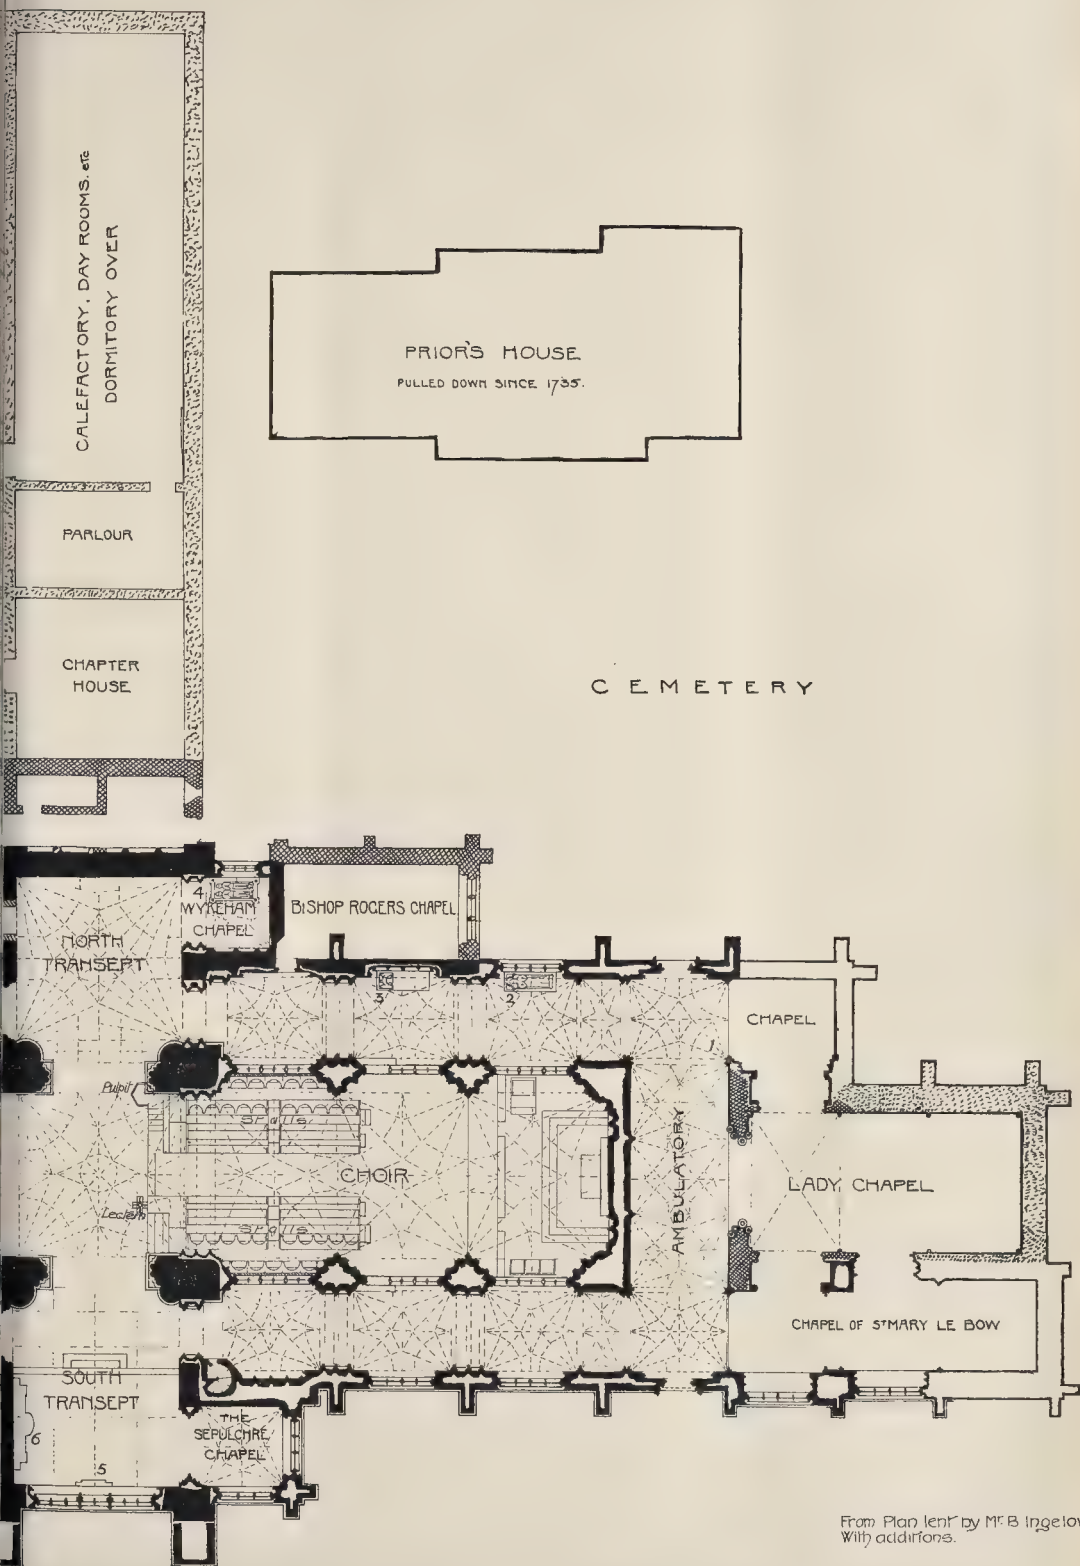 CALEFACTORY, DAY ROOMS. etc
DORMITORY OVER
PRIOR'S HOUSE
PULLED DOWN SINCE 1735.
PARLOUR
CHAPTER
HOUSE
CEMETERY
4
WYKEHAM
CHAPEL
BISHOP ROGERS CHAPEL
NORTH
TRANSEPT
3
2
CHAPEL
1
Pulpit
Stalls
CHOIR
AMBULATORY
LADY CHAPEL
Lectern
Stalls
CHAPEL OF ST MARY LE BOW
SOUTH
TRANSEPT
THE
SEPULCHRE
CHAPEL
6
5
From Plan lent by Mr. B Ingelow
With additions.